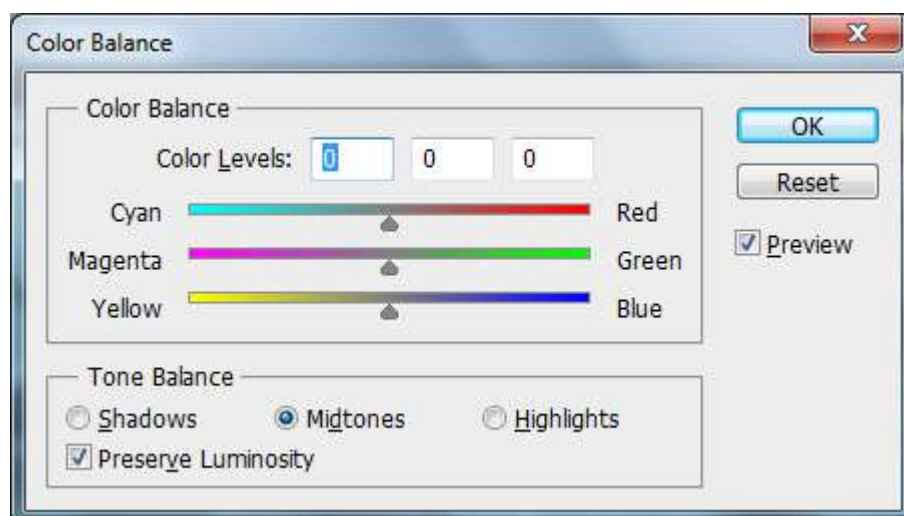 Color Balance
Color Balance
Color Levels: 0 0 0
OK
Reset
Cyan Red
Magenta Green
Preview
Yellow Blue
Tone Balance
Shadows Midtones Highlights
Preserve Luminosity